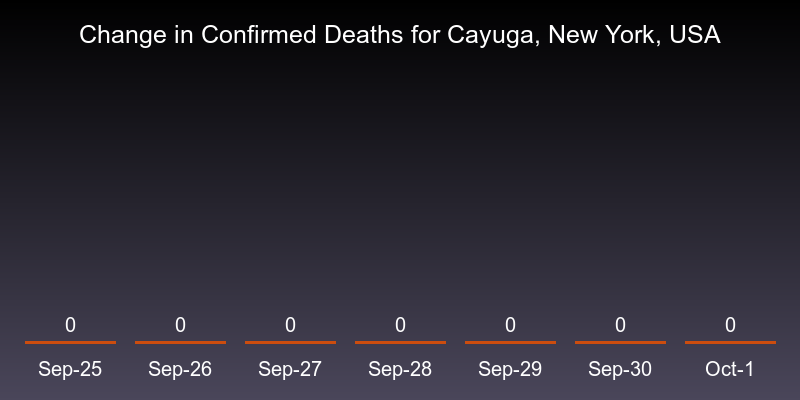 Change in Confirmed Deaths for Cayuga, New York, USA
0 0 0 0 0 0 0
Sep-25 Sep-26 Sep-27 Sep-28 Sep-29 Sep-30 Oct-1